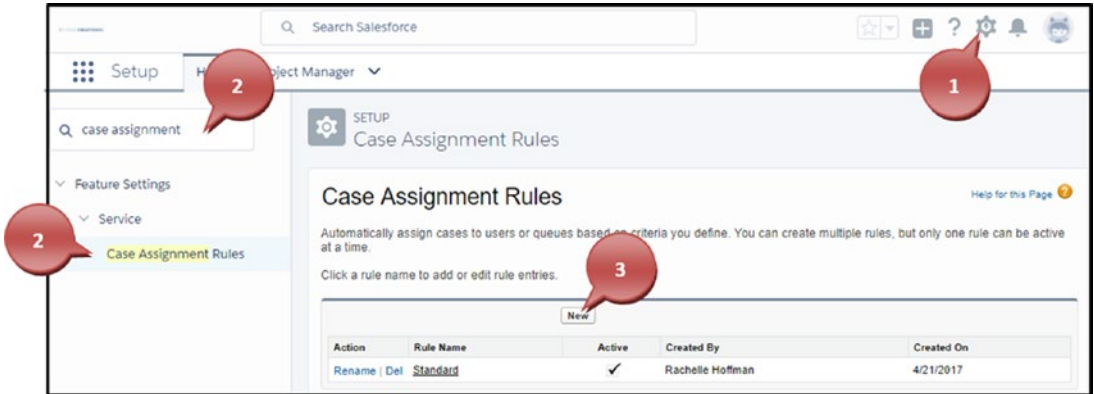 Search Salesforce
?
1
Setup
H
ject Manager
2
case assignment
SETUP
Case Assignment Rules
Feature Settings
Service
2
Case Assignment Rules
Case Assignment Rules
Help for this Page ?
Automatically assign cases to users or queues based criteria you define. You can create multiple rules, but only one rule can be active
at a time.
Click a rule name to add or edit rule entries.
3
New
Action Rule Name Active Created By Created On
Rename | Del Standard Rachelle Hoffman 4/21/2017